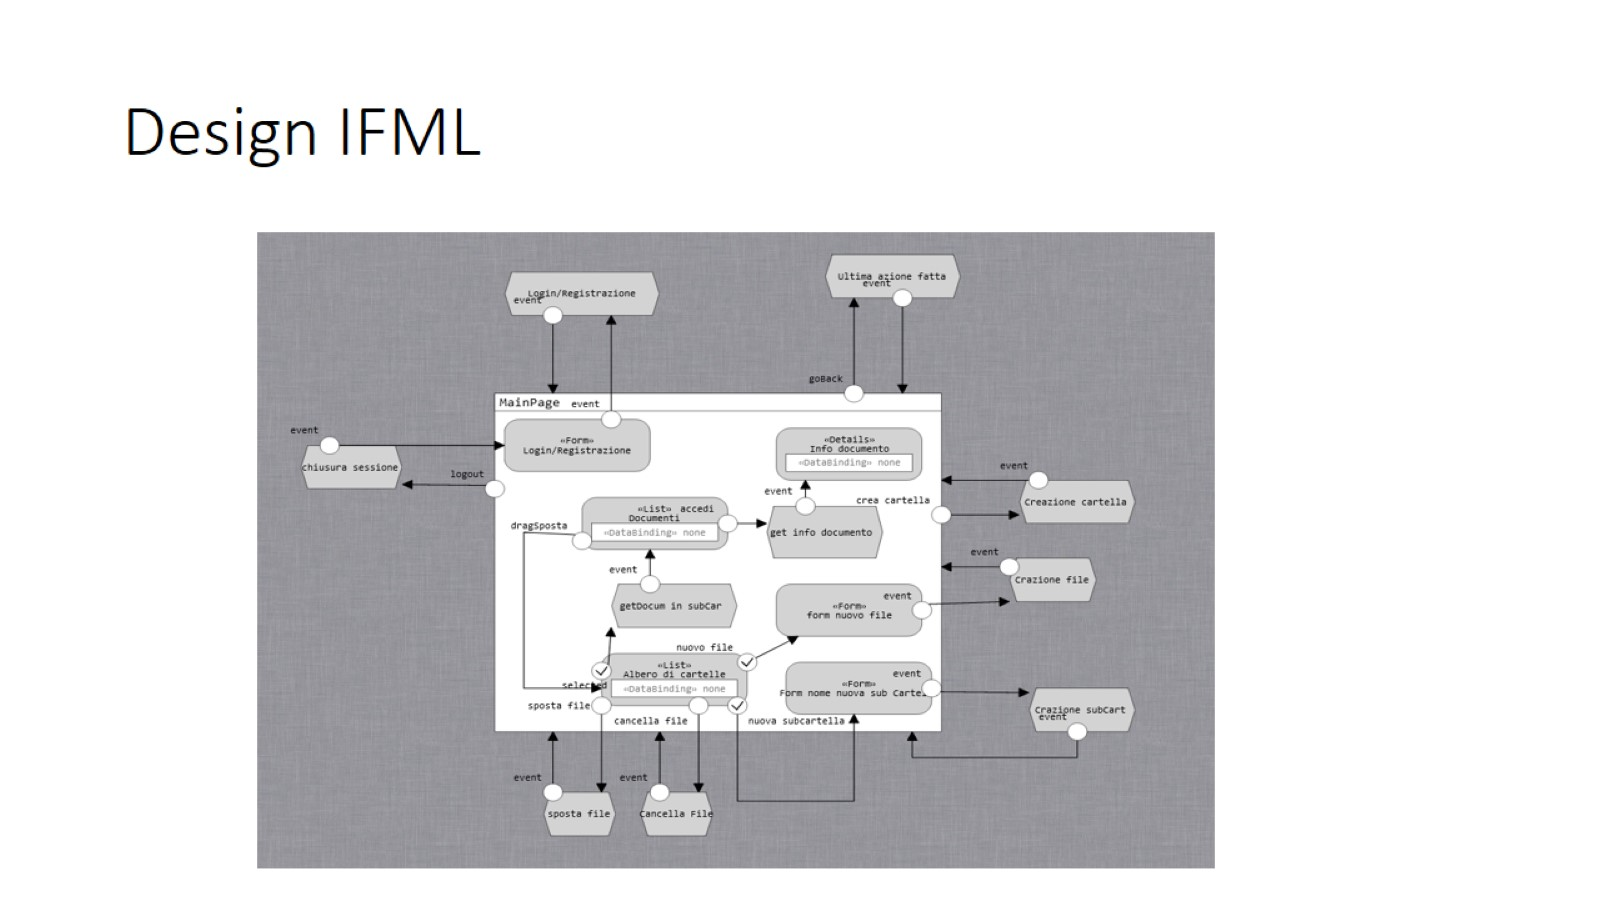 Design IFML
Ultima azione fatta
event
Login/Registrazione
event
goBack
MainPage
event
event
«Form»
Login/Registrazione
«Details»
Info documento
«DataBinding» none
chiusura sessione
logout
event
Creazione cartella
event
crea cartella
«List» accedi
Documenti
«DataBinding» none
dragSposta
get info documento
event
Crazione file
event
getDocum in subCar
«Form»
form nuovo file
event
nuovo file
«List»
Albero di cartelle
«DataBinding» none
selected
event
«Form»
Form nome nuova sub Cartel
sposta file
cancella file
nuova subcartella
Crazione subCart
event
event
event
sposta file
Cancella File